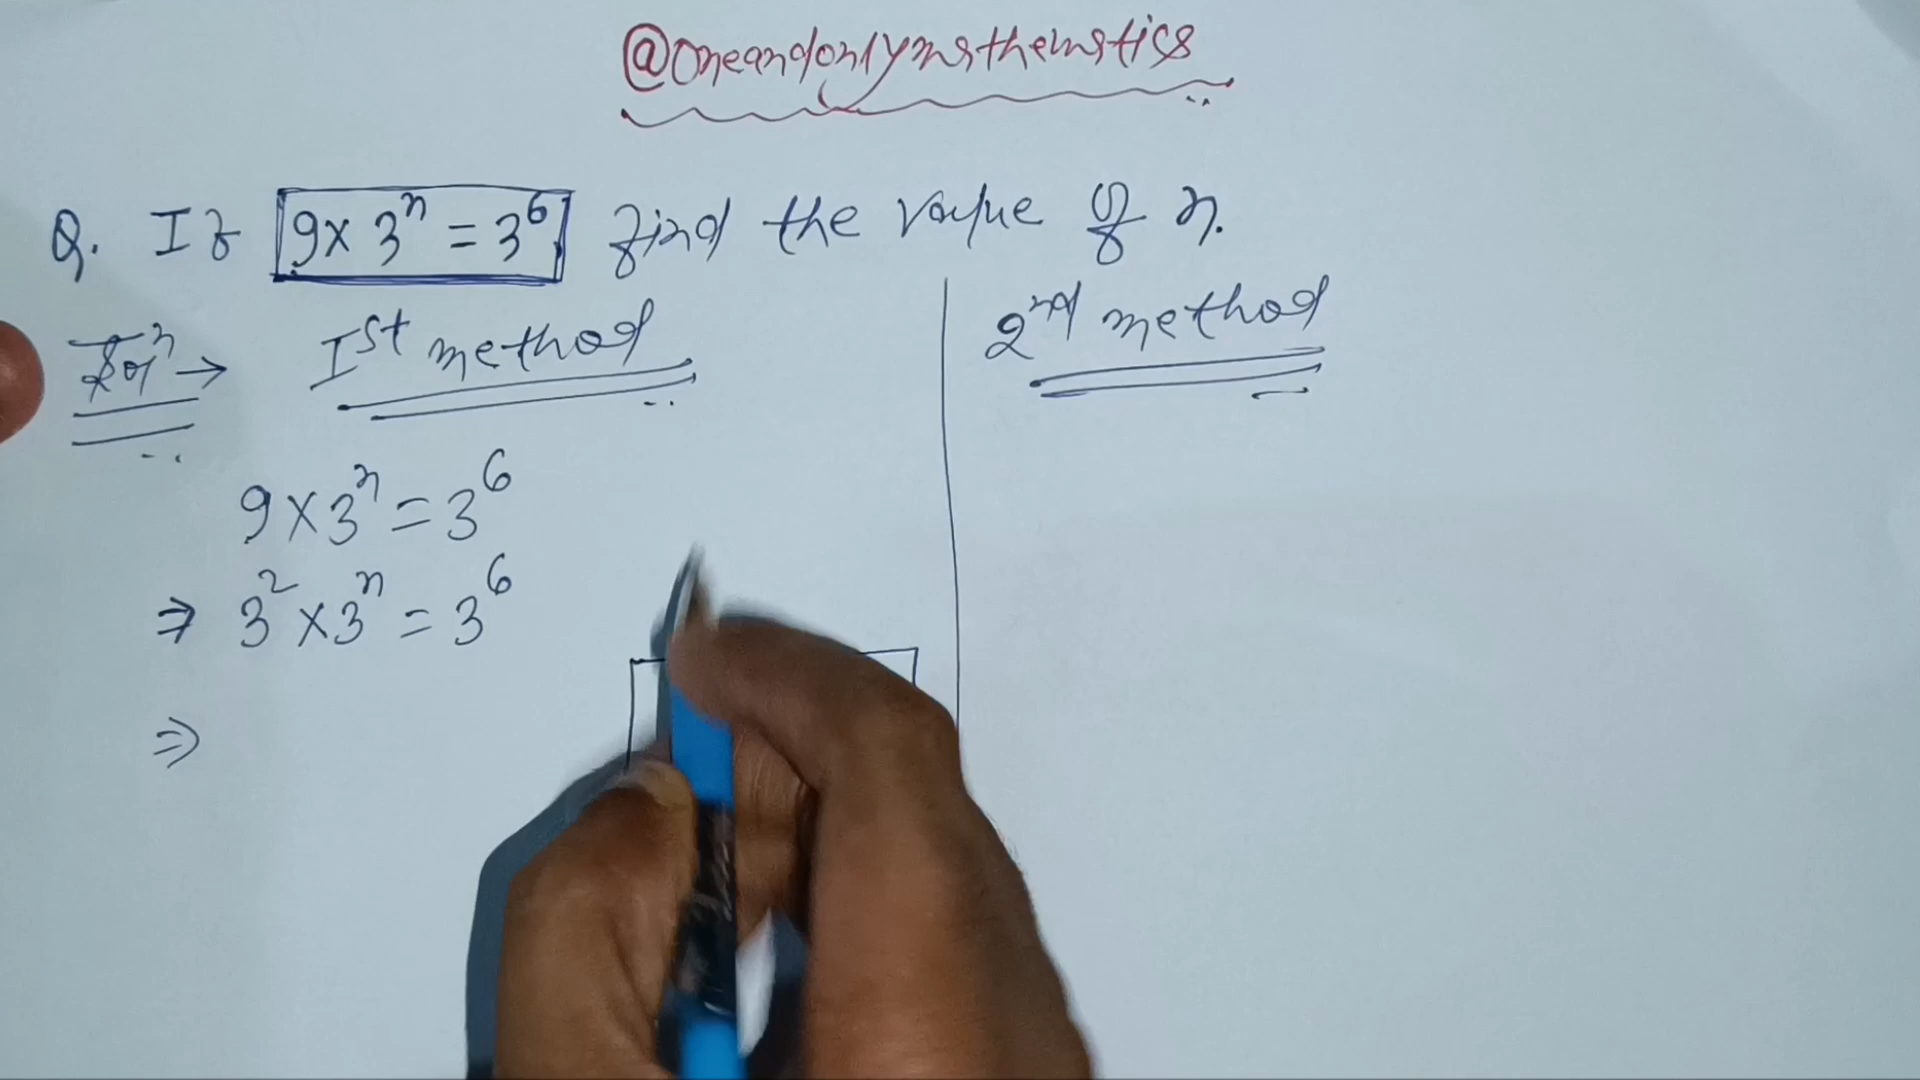 @oneandonlymathematics
Q. If 9 × 3ⁿ = 3⁶ find the value of n.
Solⁿ → Iˢᵗ method
9 × 3ⁿ = 3⁶
⇒ 3² × 3ⁿ = 3⁶
⇒
2ⁿᵈ method